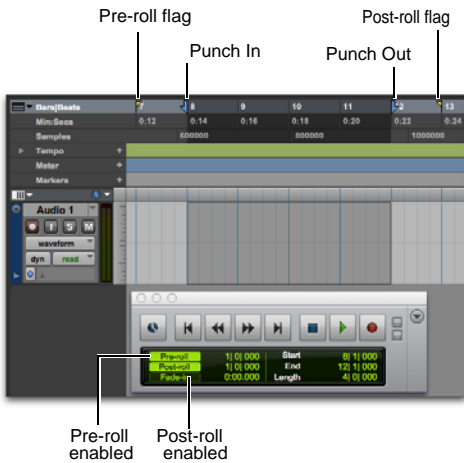 Pre-roll flag
Post-roll flag
Punch In
Punch Out
Bars|Beats
7 8 9 10 11 12 13
Min:Secs
0:12 0:14 0:16 0:18 0:20 0:22 0:24
Samples
600000 800000 1000000
Tempo
Meter
Markers
Audio 1
I S M
waveform
dyn read
Pre-roll 1| 0| 000 Start 8| 1| 000
Post-roll 1| 0| 000 End 12| 1| 000
Fade-in 0:00.000 Length 4| 0| 000
Pre-roll enabled
Post-roll enabled